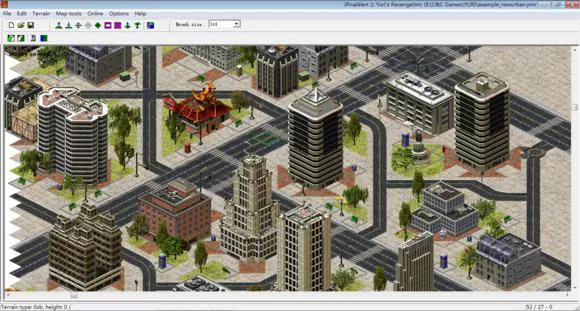 (FinalAlert 2: Yuri's Revenge(tm) (E:\C&C Games\YURI\example_newurban.yrm
File Edit Terrain Map tools Online Options Help
Brush size: 1x1
Terrain type: 0xb, height: 0 /
52 / 27 - 0